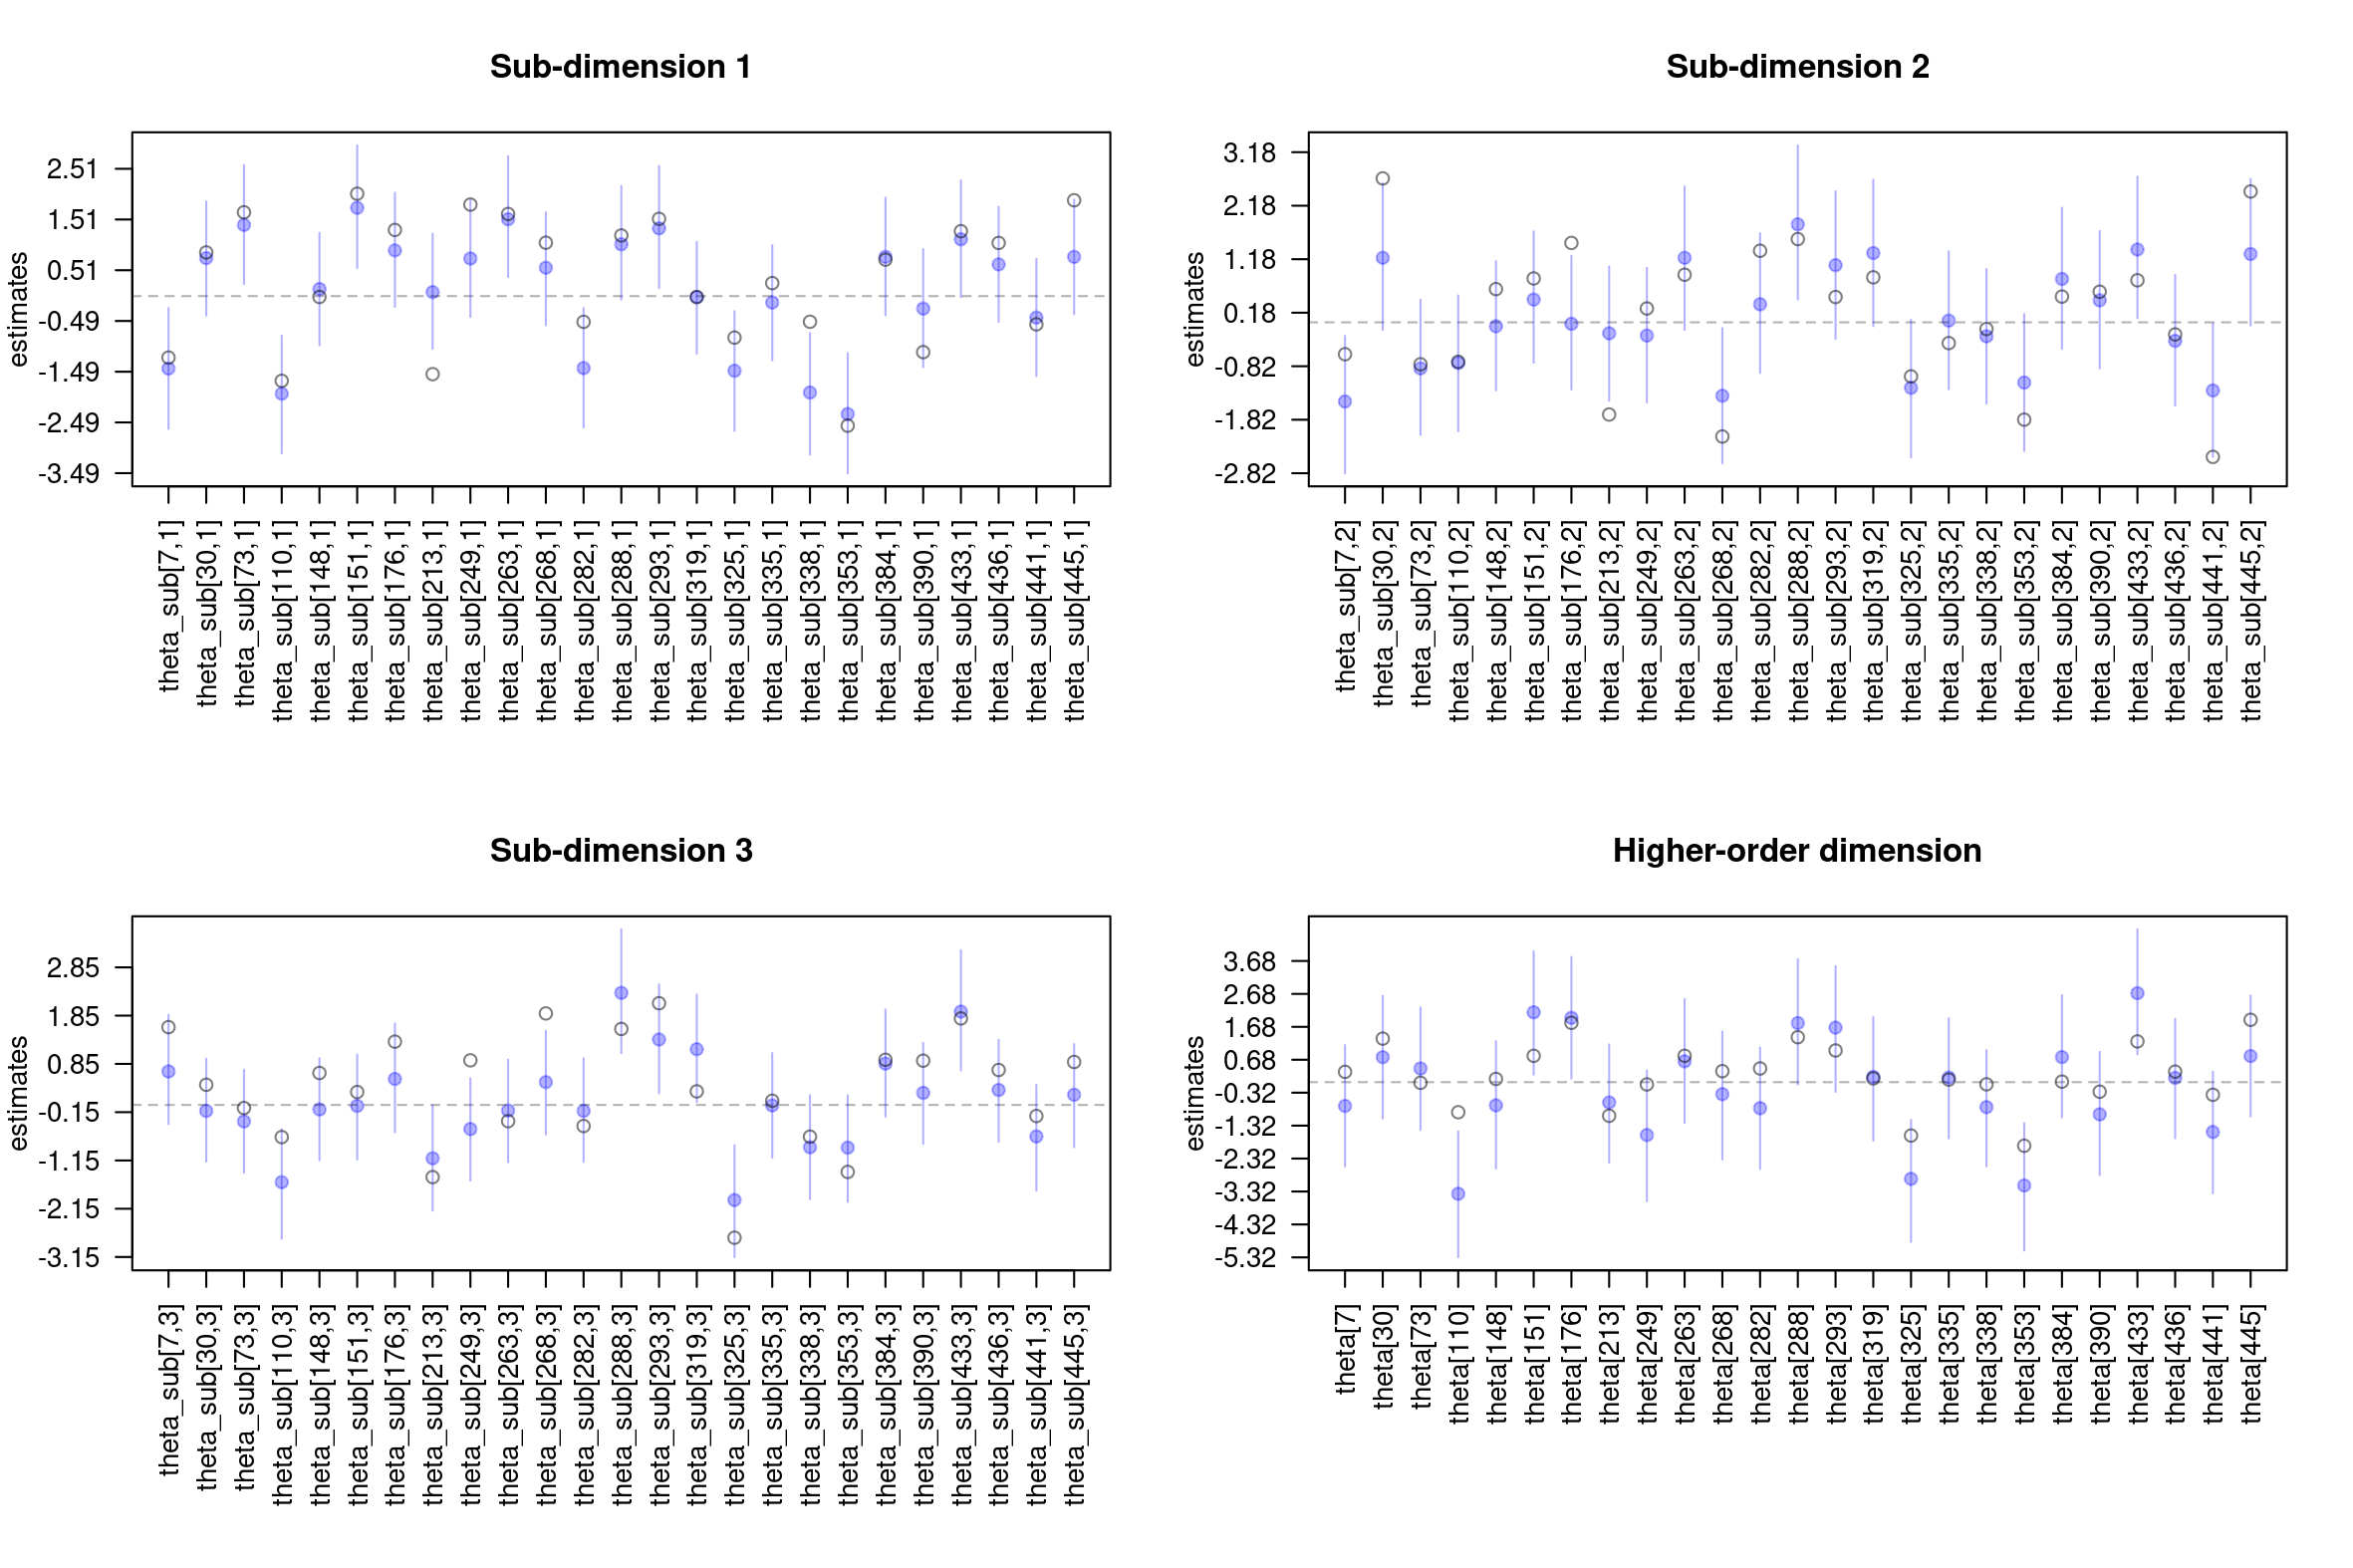 Sub-dimension 1
estimates
2.51
1.51
0.51
-0.49
-1.49
-2.49
-3.49
theta_sub[7,1]
theta_sub[30,1]
theta_sub[73,1]
theta_sub[110,1]
theta_sub[148,1]
theta_sub[151,1]
theta_sub[176,1]
theta_sub[213,1]
theta_sub[249,1]
theta_sub[263,1]
theta_sub[268,1]
theta_sub[282,1]
theta_sub[288,1]
theta_sub[293,1]
theta_sub[319,1]
theta_sub[325,1]
theta_sub[335,1]
theta_sub[338,1]
theta_sub[353,1]
theta_sub[384,1]
theta_sub[390,1]
theta_sub[433,1]
theta_sub[436,1]
theta_sub[441,1]
theta_sub[445,1]
Sub-dimension 2
estimates
3.18
2.18
1.18
0.18
-0.82
-1.82
-2.82
theta_sub[7,2]
theta_sub[30,2]
theta_sub[73,2]
theta_sub[110,2]
theta_sub[148,2]
theta_sub[151,2]
theta_sub[176,2]
theta_sub[213,2]
theta_sub[249,2]
theta_sub[263,2]
theta_sub[268,2]
theta_sub[282,2]
theta_sub[288,2]
theta_sub[293,2]
theta_sub[319,2]
theta_sub[325,2]
theta_sub[335,2]
theta_sub[338,2]
theta_sub[353,2]
theta_sub[384,2]
theta_sub[390,2]
theta_sub[433,2]
theta_sub[436,2]
theta_sub[441,2]
theta_sub[445,2]
Sub-dimension 3
estimates
2.85
1.85
0.85
-0.15
-1.15
-2.15
-3.15
theta_sub[7,3]
theta_sub[30,3]
theta_sub[73,3]
theta_sub[110,3]
theta_sub[148,3]
theta_sub[151,3]
theta_sub[176,3]
theta_sub[213,3]
theta_sub[249,3]
theta_sub[263,3]
theta_sub[268,3]
theta_sub[282,3]
theta_sub[288,3]
theta_sub[293,3]
theta_sub[319,3]
theta_sub[325,3]
theta_sub[335,3]
theta_sub[338,3]
theta_sub[353,3]
theta_sub[384,3]
theta_sub[390,3]
theta_sub[433,3]
theta_sub[436,3]
theta_sub[441,3]
theta_sub[445,3]
Higher-order dimension
estimates
3.68
2.68
1.68
0.68
-0.32
-1.32
-2.32
-3.32
-4.32
-5.32
theta[7]
theta[30]
theta[73]
theta[110]
theta[148]
theta[151]
theta[176]
theta[213]
theta[249]
theta[263]
theta[268]
theta[282]
theta[288]
theta[293]
theta[319]
theta[325]
theta[335]
theta[338]
theta[353]
theta[384]
theta[390]
theta[433]
theta[436]
theta[441]
theta[445]